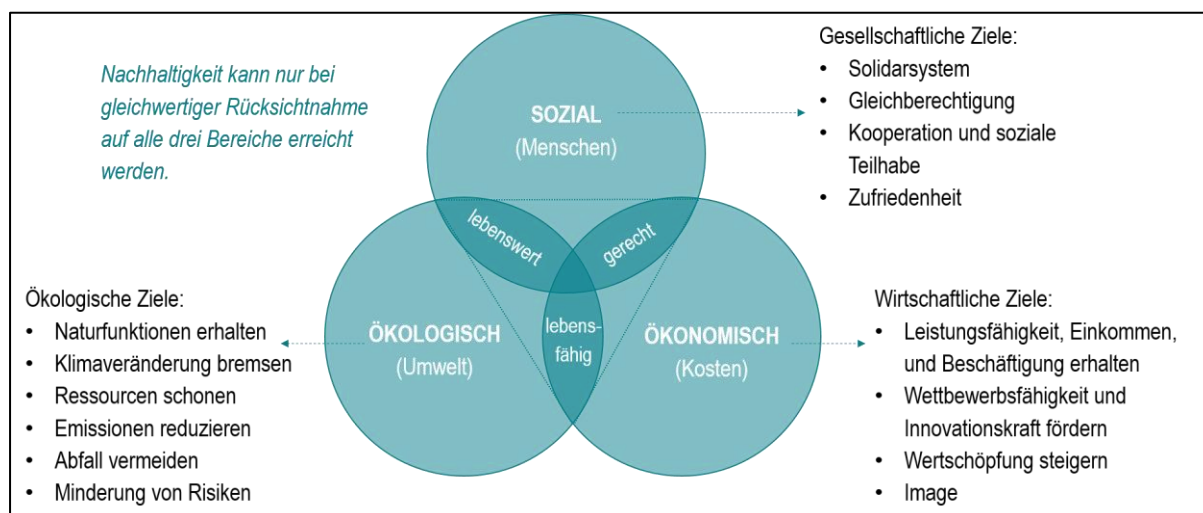 Nachhaltigkeit kann nur bei
gleichwertiger Rücksichtnahme
auf alle drei Bereiche erreicht
werden.
SOZIAL
(Menschen)
Gesellschaftliche Ziele:
• Solidarsystem
• Gleichberechtigung
• Kooperation und soziale
Teilhabe
• Zufriedenheit
lebenswert
gerecht
Ökologische Ziele:
• Naturfunktionen erhalten
• Klimaveränderung bremsen
• Ressourcen schonen
• Emissionen reduzieren
• Abfall vermeiden
• Minderung von Risiken
ÖKOLOGISCH
(Umwelt)
lebens-
fähig
ÖKONOMISCH
(Kosten)
Wirtschaftliche Ziele:
• Leistungsfähigkeit, Einkommen,
und Beschäftigung erhalten
• Wettbewerbsfähigkeit und
Innovationskraft fördern
• Wertschöpfung steigern
• Image